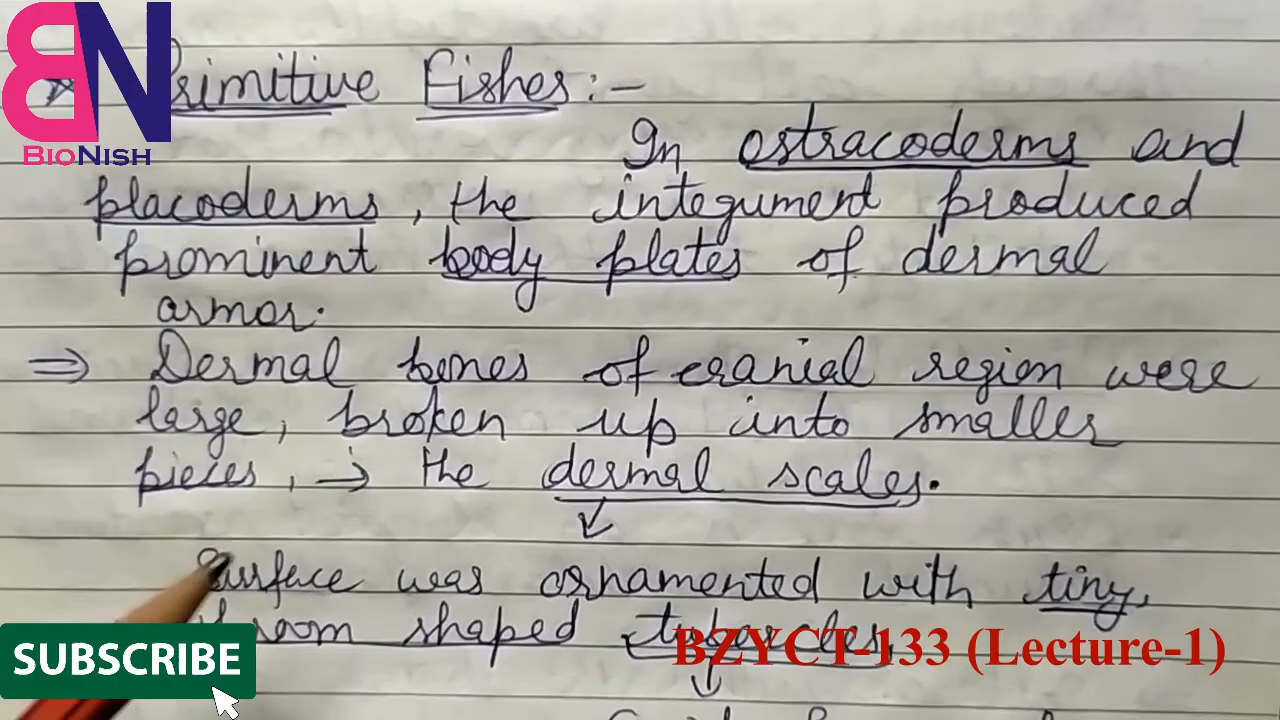 BN
BIONISH
Primitive Fishes :-
In ostracoderms and
placoderms, the integument produced
prominent body plates of dermal
armor.
⇒ Dermal bones of cranial region were
large, broken up into smaller
pieces, → the dermal scales.
Surface was ornamented with tiny,
shaped tubercles,
SUBSCRIBE
BZYCT-133 (Lecture-1)